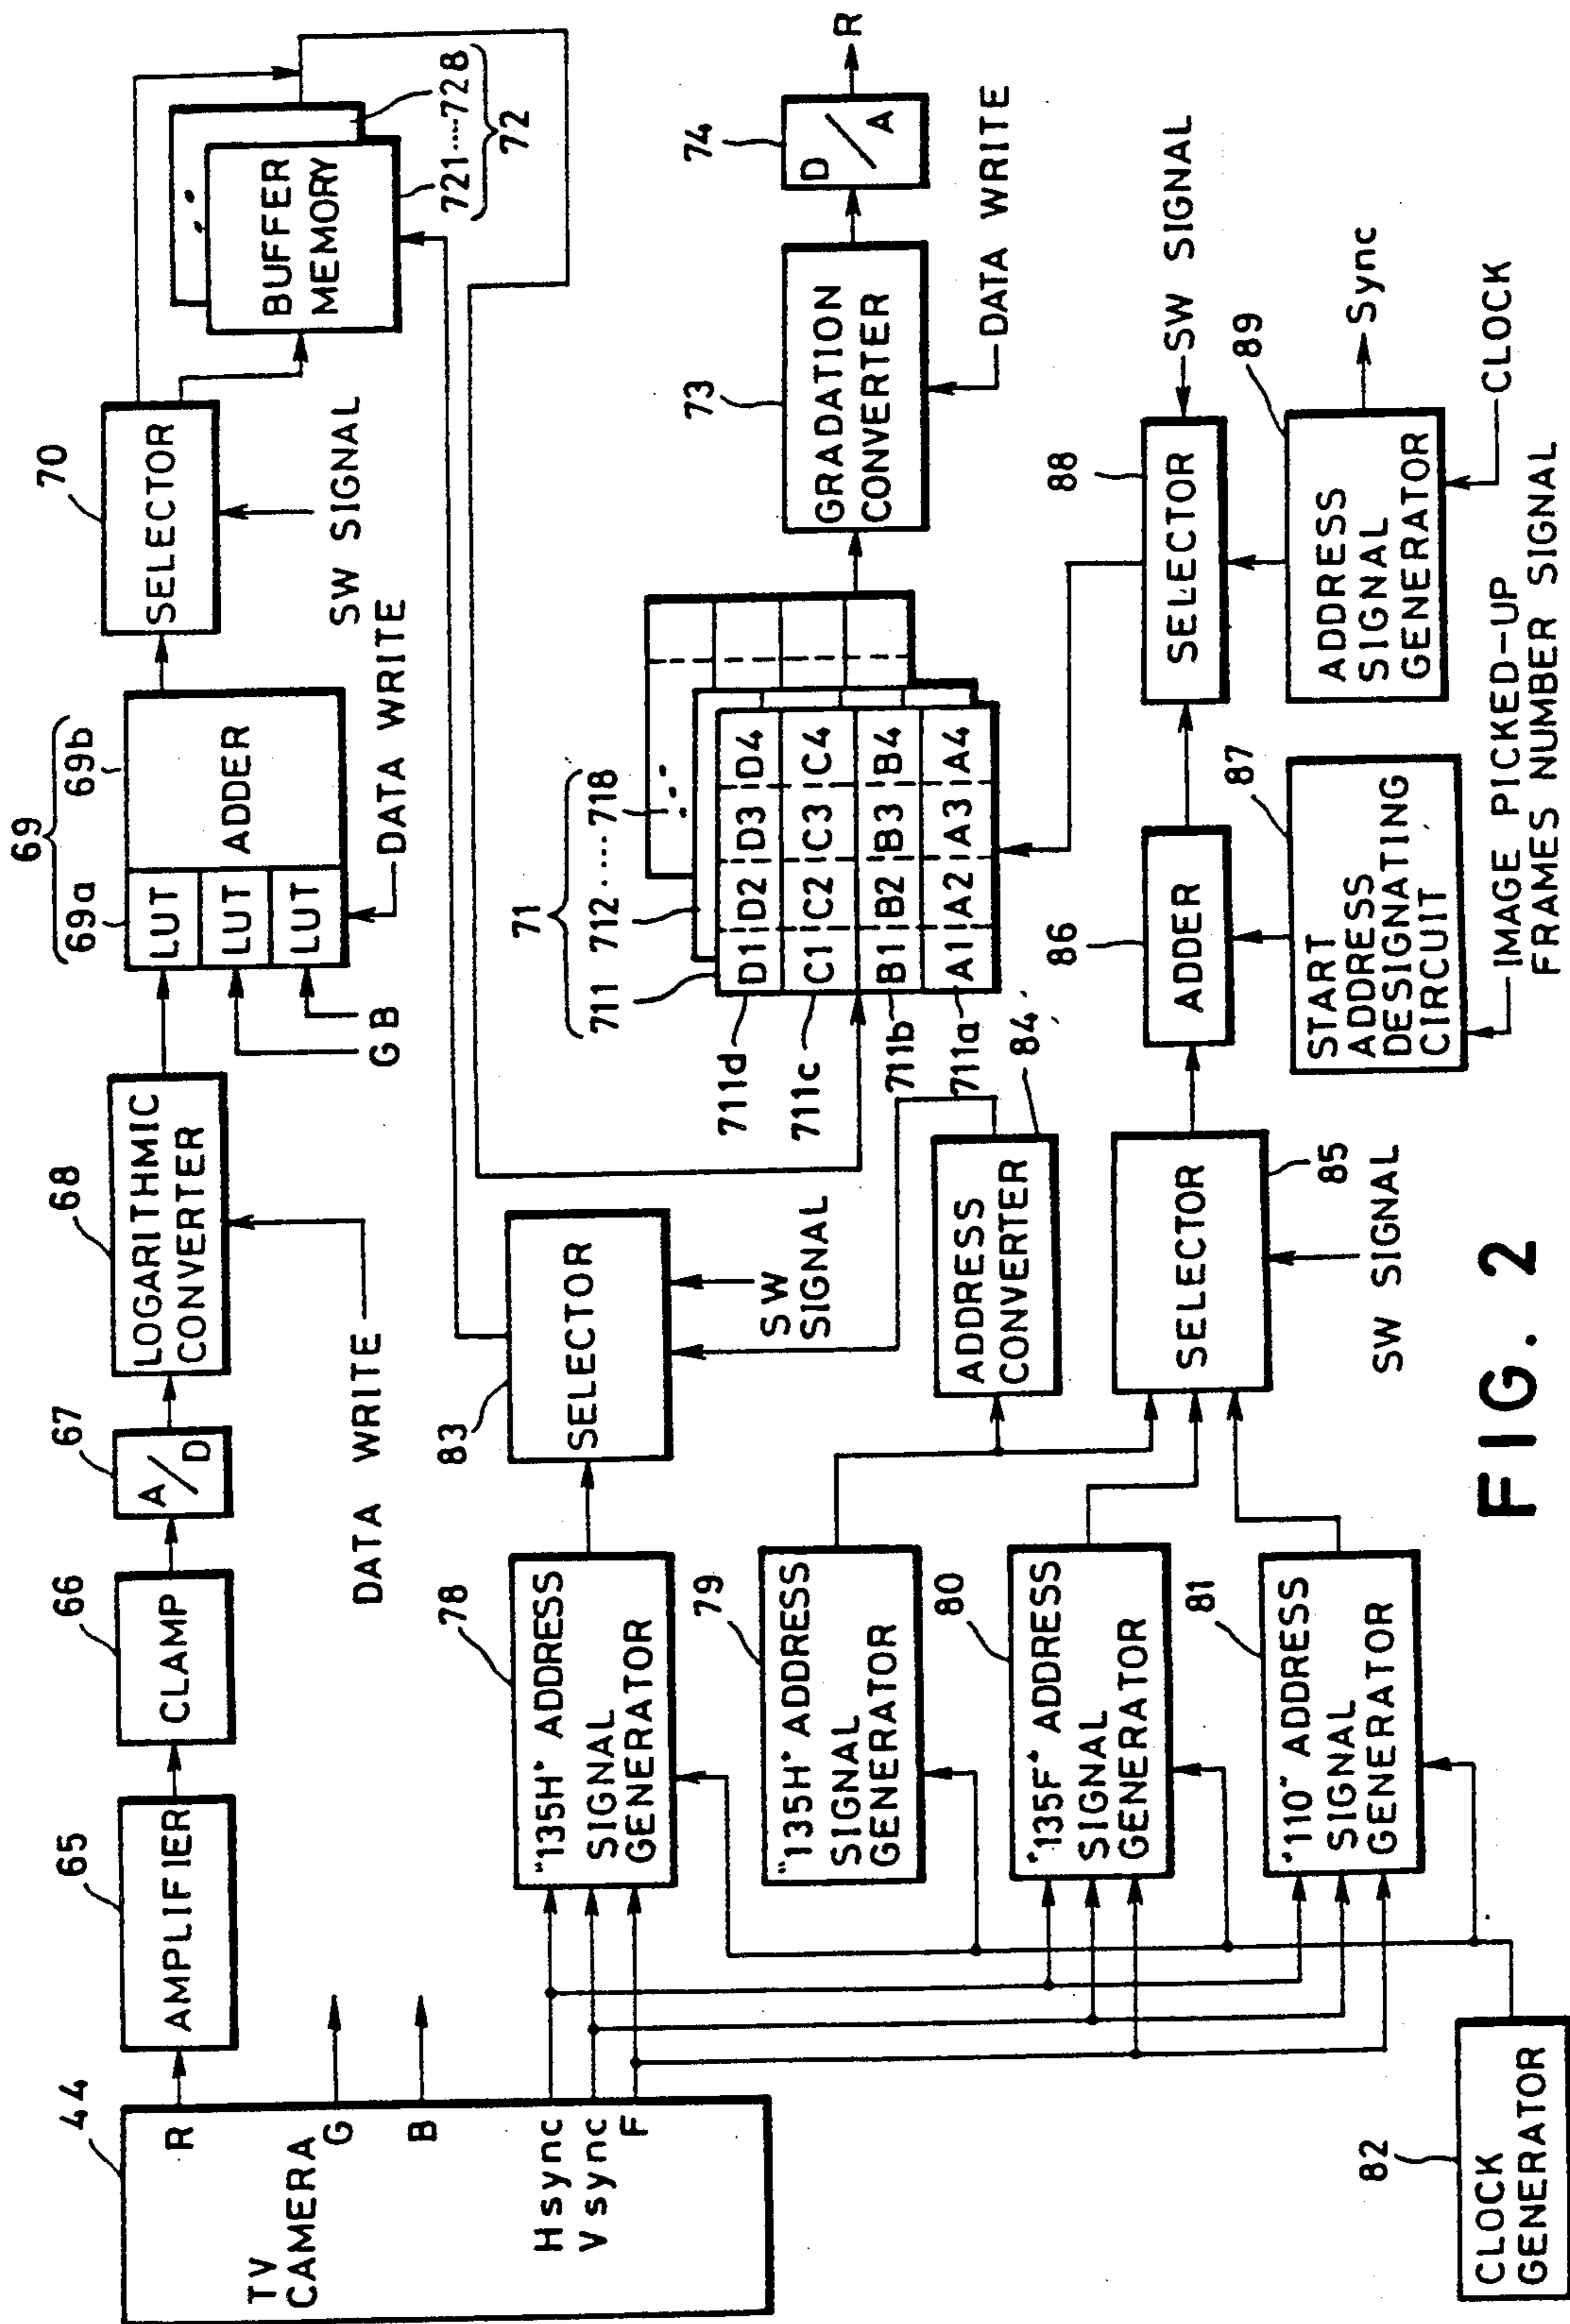 44
TV
CAMERA
R
G
B
Hsync
Vsync
F
65
AMPLIFIER
66
CLAMP
67
A/D
68
LOGARITHMIC
CONVERTER
DATA WRITE
69
69a
69b
LUT
LUT
LUT
ADDER
G B
DATA WRITE
70
SELECTOR
SW SIGNAL
BUFFER
MEMORY
721....728
72
78
"135H" ADDRESS
SIGNAL
GENERATOR
83
SELECTOR
SW
SIGNAL
71
711 712 .... 718
711d
D1 D2 D3 D4
711c
C1 C2 C3 C4
711b
B1 B2 B3 B4
711a
A1 A2 A3 A4
73
GRADATION
CONVERTER
DATA WRITE
74
D/A
R
79
"135H" ADDRESS
SIGNAL
GENERATOR
84
ADDRESS
CONVERTER
80
"135F" ADDRESS
SIGNAL
GENERATOR
85
SELECTOR
SW SIGNAL
86
ADDER
88
SELECTOR
SW SIGNAL
81
"110" ADDRESS
SIGNAL
GENERATOR
87
START
ADDRESS
DESIGNATING
CIRCUIT
IMAGE PICKED-UP
FRAMES NUMBER SIGNAL
89
ADDRESS
SIGNAL
GENERATOR
Sync
CLOCK
82
CLOCK
GENERATOR
FIG. 2